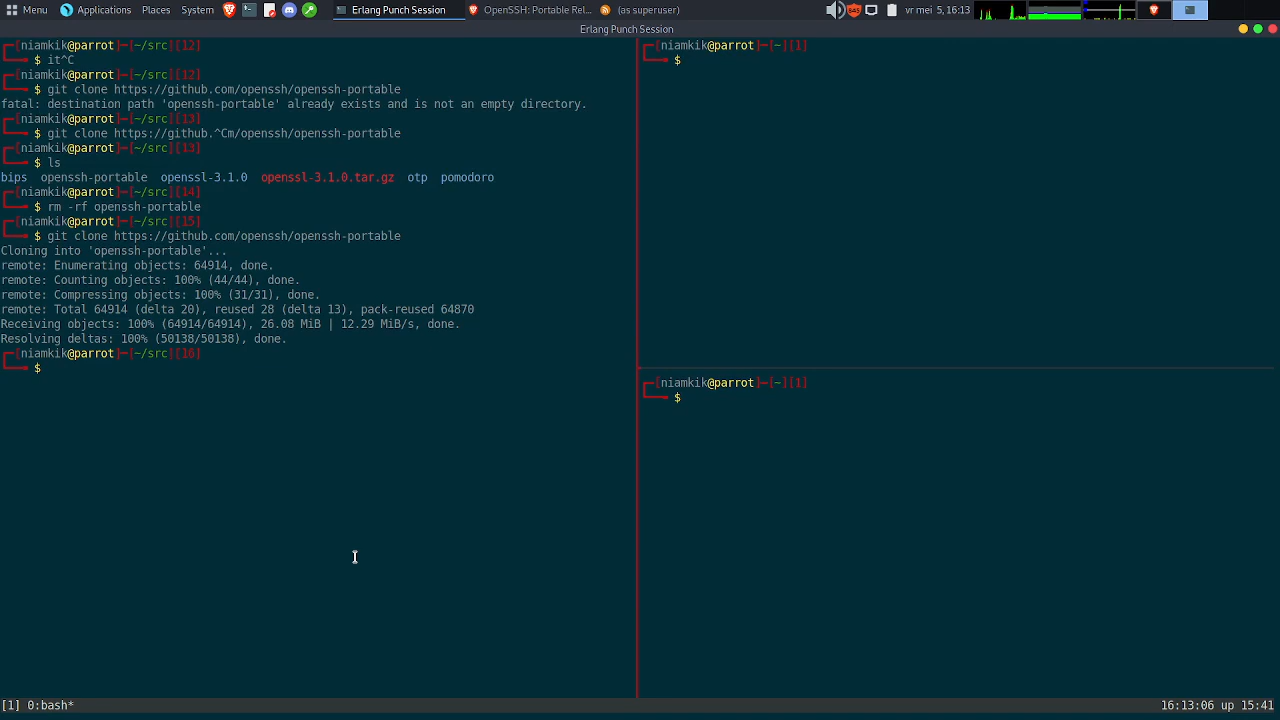 Menu Applications Places System Erlang Punch Session OpenSSH: Portable Rel... (as superuser) vr mei 5, 16:13
Erlang Punch Session
┌─[niamkik@parrot]─[~/src][12]
└──╼ $ it^C
┌─[niamkik@parrot]─[~/src][12]
└──╼ $ git clone https://github.com/openssh/openssh-portable
fatal: destination path 'openssh-portable' already exists and is not an empty directory.
┌─[niamkik@parrot]─[~/src][13]
└──╼ $ git clone https://github.^Cm/openssh/openssh-portable
┌─[niamkik@parrot]─[~/src][13]
└──╼ $ ls
bips openssh-portable openssl-3.1.0 openssl-3.1.0.tar.gz otp pomodoro
┌─[niamkik@parrot]─[~/src][14]
└──╼ $ rm -rf openssh-portable
┌─[niamkik@parrot]─[~/src][15]
└──╼ $ git clone https://github.com/openssh/openssh-portable
Cloning into 'openssh-portable'...
remote: Enumerating objects: 64914, done.
remote: Counting objects: 100% (44/44), done.
remote: Compressing objects: 100% (31/31), done.
remote: Total 64914 (delta 20), reused 28 (delta 13), pack-reused 64870
Receiving objects: 100% (64914/64914), 26.08 MiB | 12.29 MiB/s, done.
Resolving deltas: 100% (50138/50138), done.
┌─[niamkik@parrot]─[~/src][16]
└──╼ $
┌─[niamkik@parrot]─[~][1]
└──╼ $
┌─[niamkik@parrot]─[~][1]
└──╼ $
[1] 0:bash* 16:13:06 up 15:41